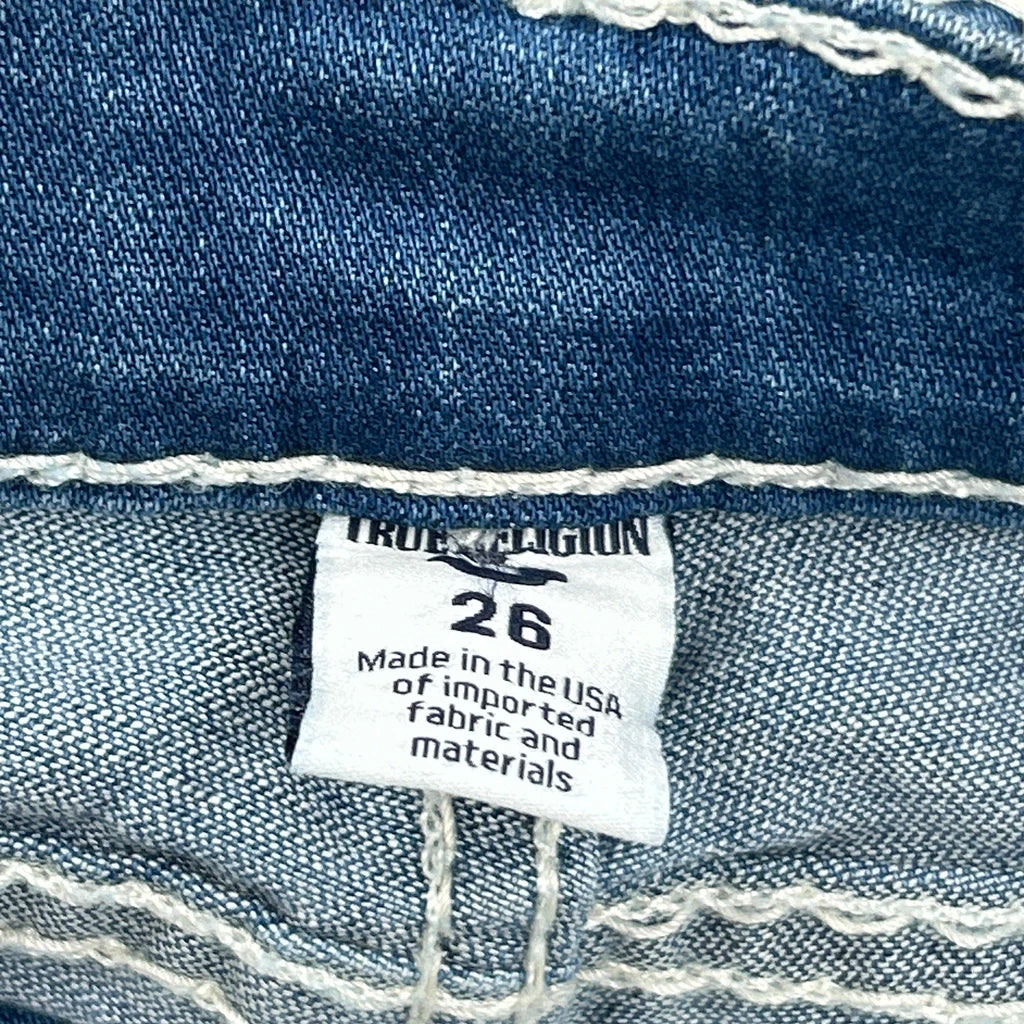 TRUE RELIGION
26
Made in the USA
of imported
fabric and
materials